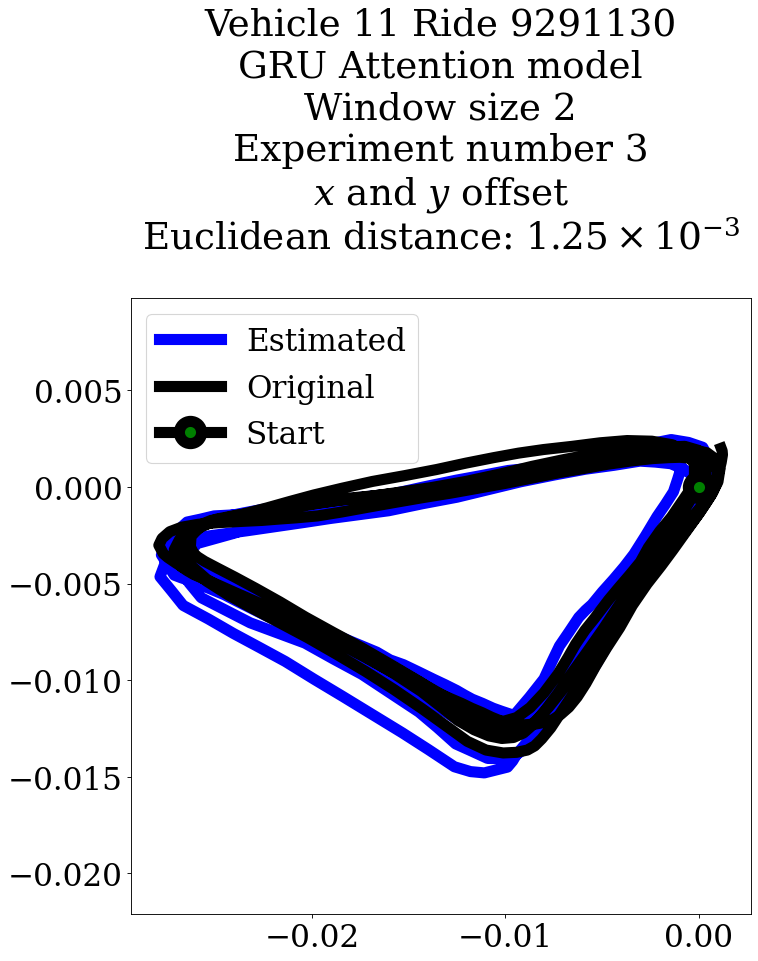 Vehicle 11 Ride 9291130
GRU Attention model
Window size 2
Experiment number 3
x and y offset
Euclidean distance: 1.25 × 10⁻³
Estimated
Original
Start
0.005
0.000
−0.005
−0.010
−0.015
−0.020
−0.02
−0.01
0.00